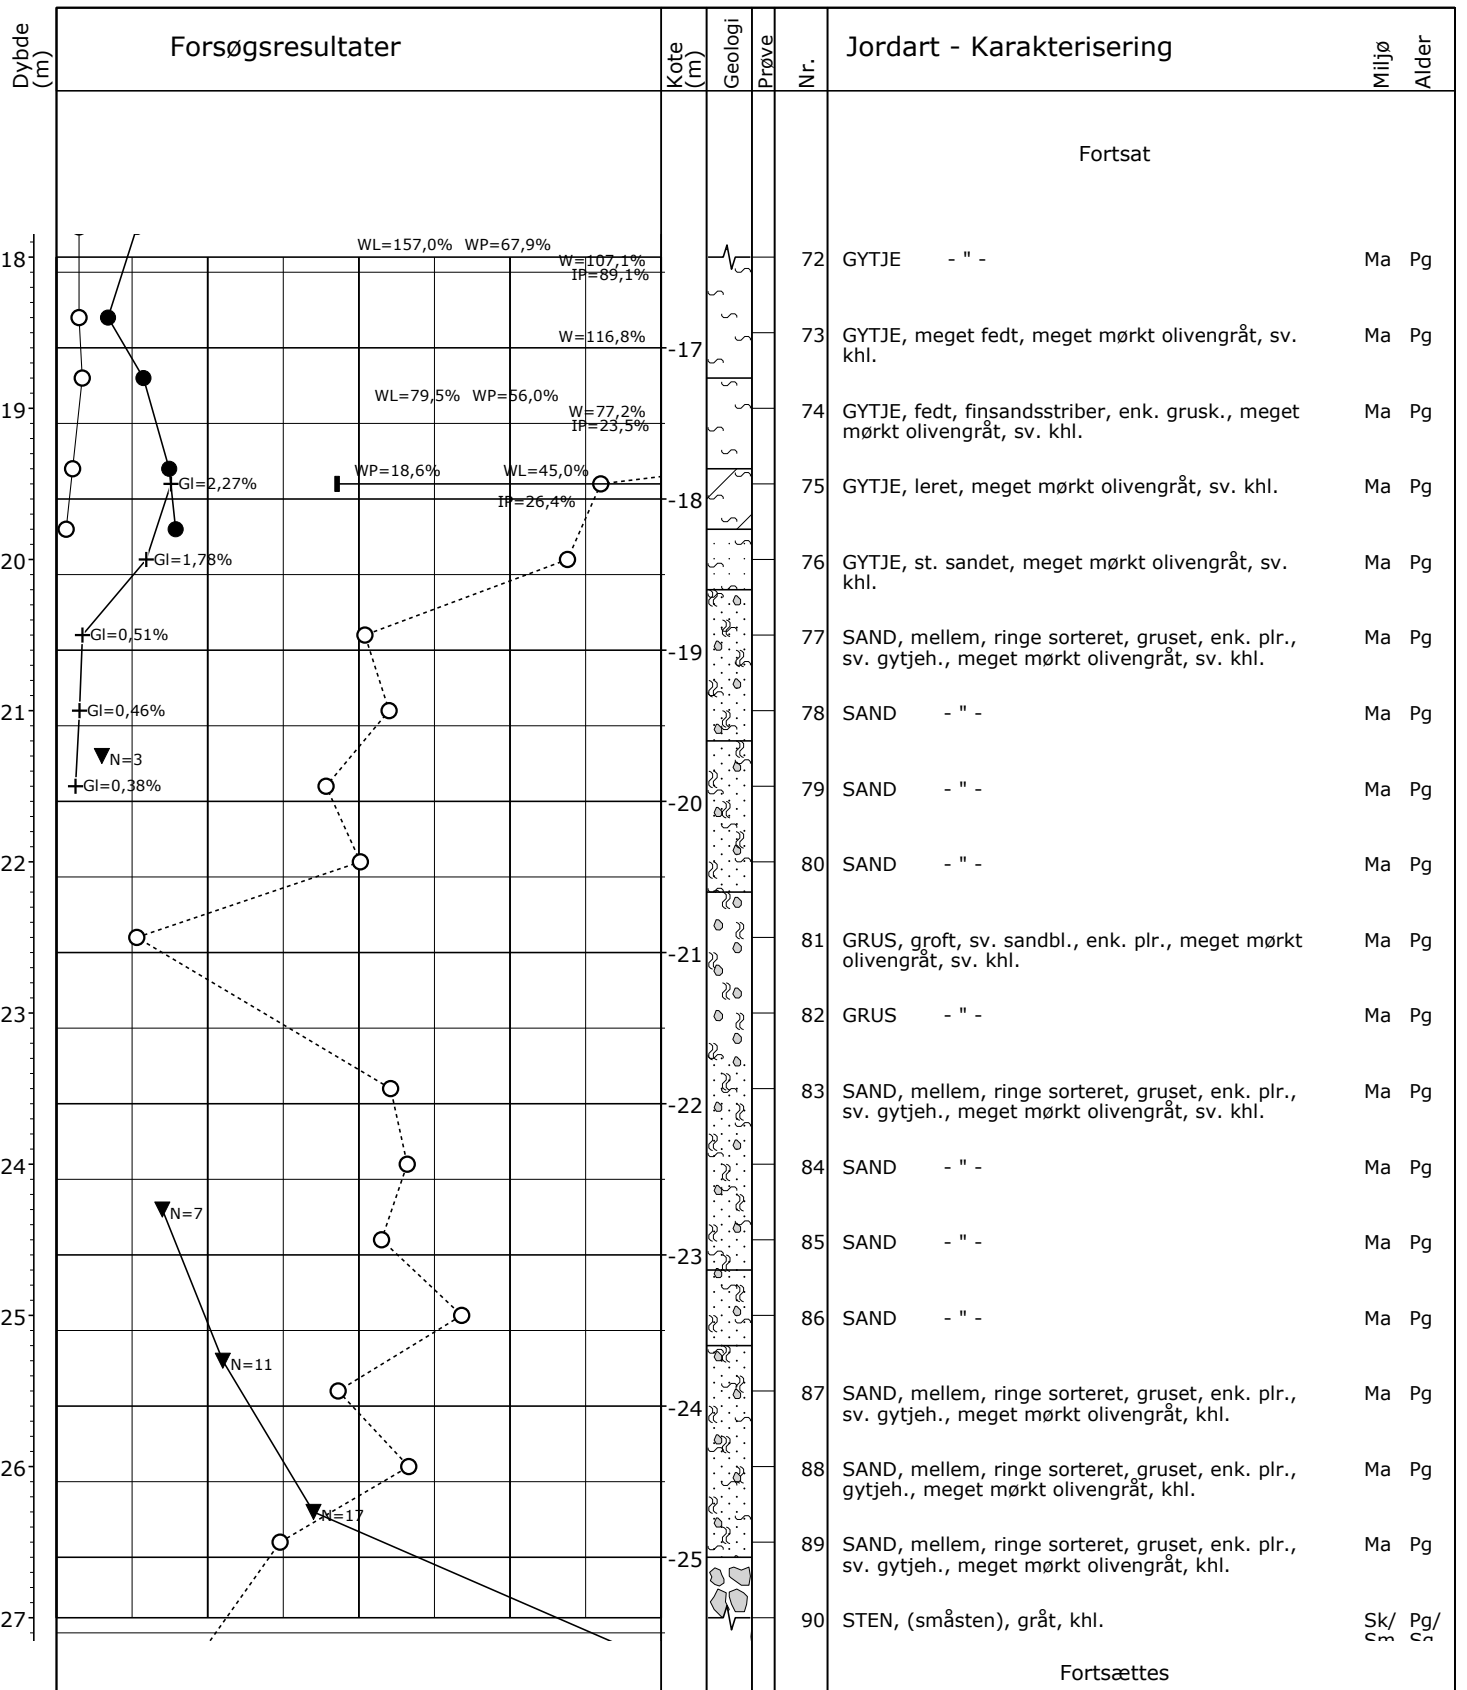 Dybde (m)
Forsøgsresultater
Kote (m)
Geologi
Prøve
Nr.
Jordart - Karakterisering
Miljø
Alder
Fortsat
WL=157,0% WP=67,9%
18
W=107,1%
72 GYTJE - " - Ma Pg
IP=89,1%
W=116,8%
-17
73 GYTJE, meget fedt, meget mørkt olivengråt, sv. Ma Pg
khl.
WL=79,5% WP=56,0%
19
W=77,2%
74 GYTJE, fedt, finsandsstriber, enk. grusk., meget Ma Pg
IP=23,5%
mørkt olivengråt, sv. khl.
WP=18,6% WL=45,0%
GI=2,27%
75 GYTJE, leret, meget mørkt olivengråt, sv. khl. Ma Pg
IP=26,4%
-18
20
GI=1,78%
76 GYTJE, st. sandet, meget mørkt olivengråt, sv. Ma Pg
khl.
GI=0,51%
77 SAND, mellem, ringe sorteret, gruset, enk. plr., Ma Pg
-19
sv. gytjeh., meget mørkt olivengråt, sv. khl.
21
GI=0,46%
78 SAND - " - Ma Pg
N=3
GI=0,38%
79 SAND - " - Ma Pg
-20
22
80 SAND - " - Ma Pg
81 GRUS, groft, sv. sandbl., enk. plr., meget mørkt Ma Pg
-21
olivengråt, sv. khl.
23
82 GRUS - " - Ma Pg
83 SAND, mellem, ringe sorteret, gruset, enk. plr., Ma Pg
-22
sv. gytjeh., meget mørkt olivengråt, sv. khl.
24
84 SAND - " - Ma Pg
N=7
85 SAND - " - Ma Pg
-23
25
86 SAND - " - Ma Pg
N=11
87 SAND, mellem, ringe sorteret, gruset, enk. plr., Ma Pg
-24
sv. gytjeh., meget mørkt olivengråt, khl.
26
88 SAND, mellem, ringe sorteret, gruset, enk. plr., Ma Pg
gytjeh., meget mørkt olivengråt, khl.
N=17
89 SAND, mellem, ringe sorteret, gruset, enk. plr., Ma Pg
-25
sv. gytjeh., meget mørkt olivengråt, khl.
27
90 STEN, (småsten), gråt, khl. Sk/ Pg/
Fortsættes